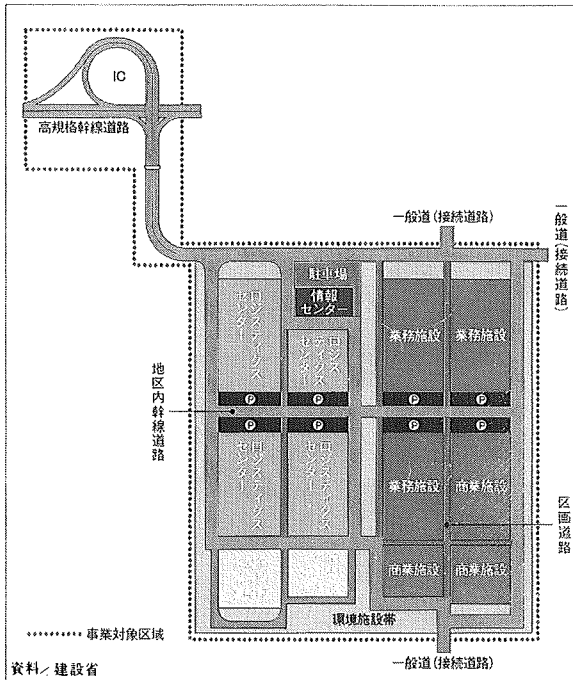 IC
高規格幹線道路
一般道(接続道路)
一般道(接続道路)
駐車場
情報
センター
ロジスティクス
センター
ロジス
ティクス
センター
業務施設
業務施設
地区内幹線道路
P
P
P
P
P
P
P
P
ロジスティクス
センター
ロジスティクス
センター
業務施設
商業施設
区画道路
商業施設
商業施設
環境施設帯
事業対象区域
一般道(接続道路)
資料/建設省